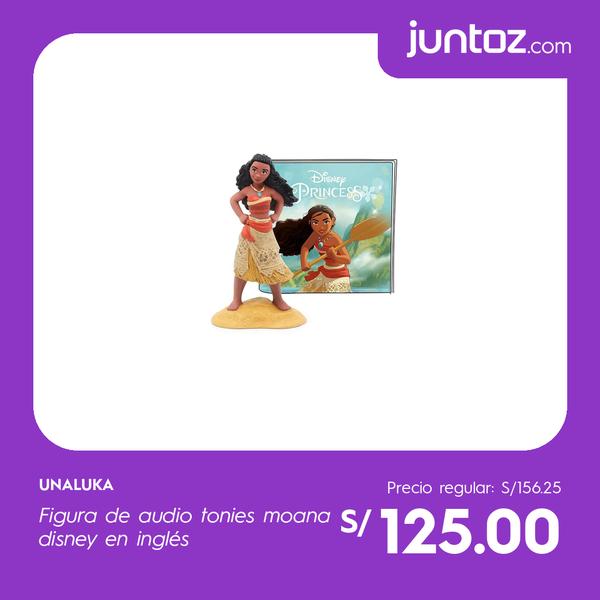 juntoz.com
Disney
PRINCESS
UNALUKA
Precio regular: S/156.25
Figura de audio tonies moana
disney en inglés
S/125.00